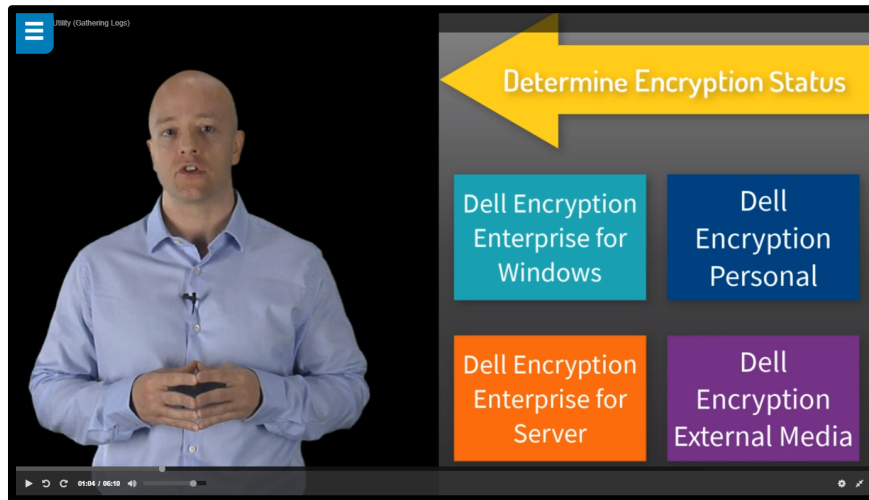 Utility (Gathering Logs)
Determine Encryption Status
Dell Encryption
Enterprise for
Windows
Dell
Encryption
Personal
Dell Encryption
Enterprise for
Server
Dell
Encryption
External Media
01:04 / 06:10